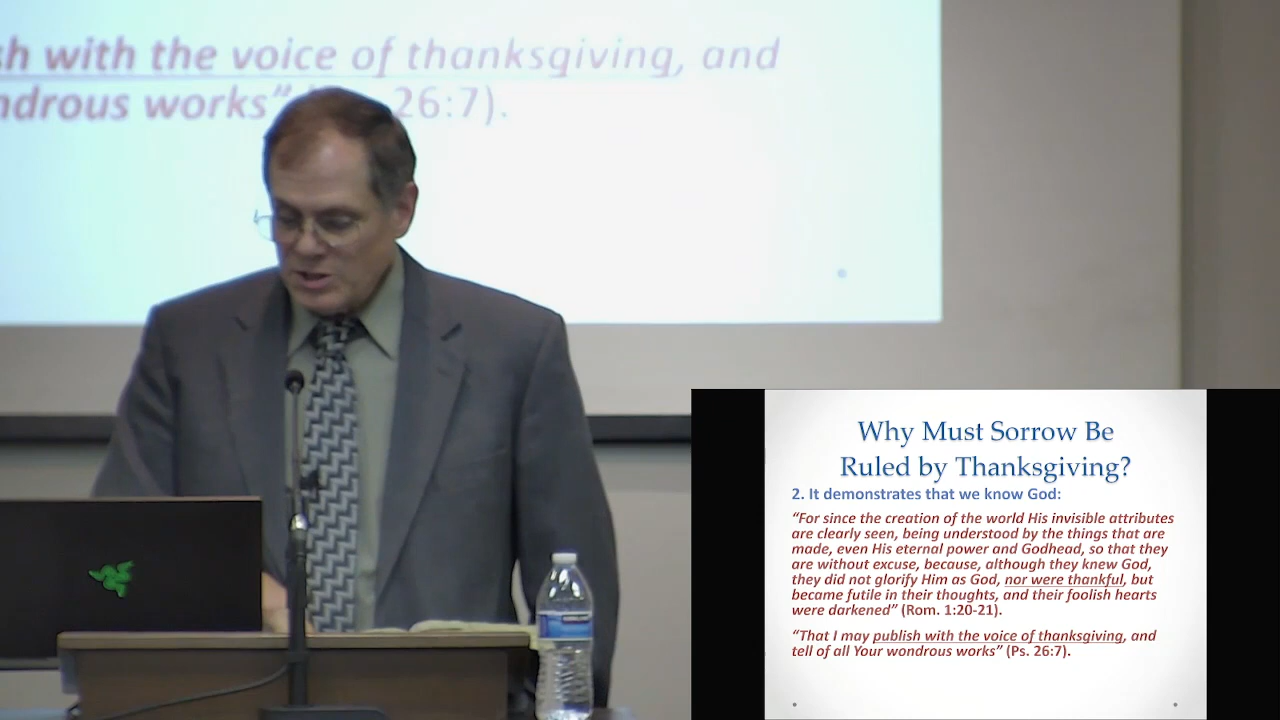 sh with the voice of thanksgiving, and
ndrous works” 26:7).
Why Must Sorrow Be
Ruled by Thanksgiving?
2. It demonstrates that we know God:
“For since the creation of the world His invisible attributes
are clearly seen, being understood by the things that are
made, even His eternal power and Godhead, so that they
are without excuse, because, although they knew God,
they did not glorify Him as God, nor were thankful, but
became futile in their thoughts, and their foolish hearts
were darkened” (Rom. 1:20-21).
“That I may publish with the voice of thanksgiving, and
tell of all Your wondrous works” (Ps. 26:7).